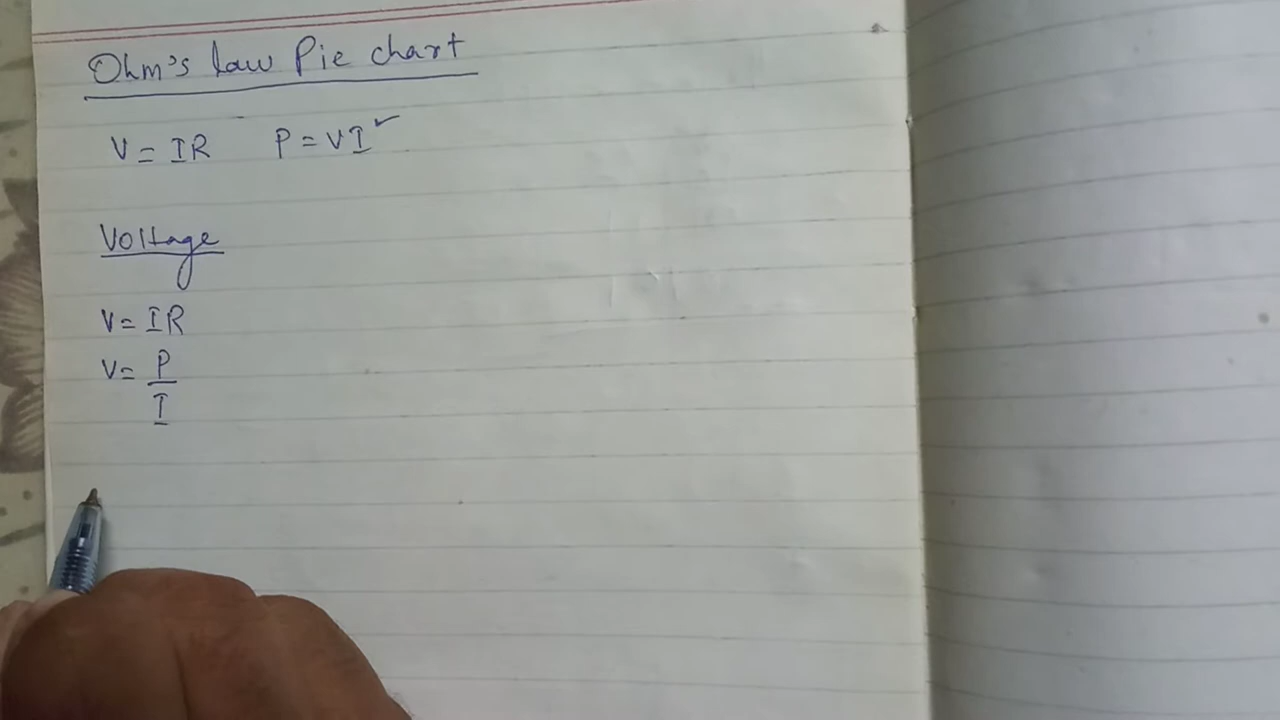 Ohm's law Pie chart
V = IR P = VI ✓
Voltage
V = IR
V = P/I